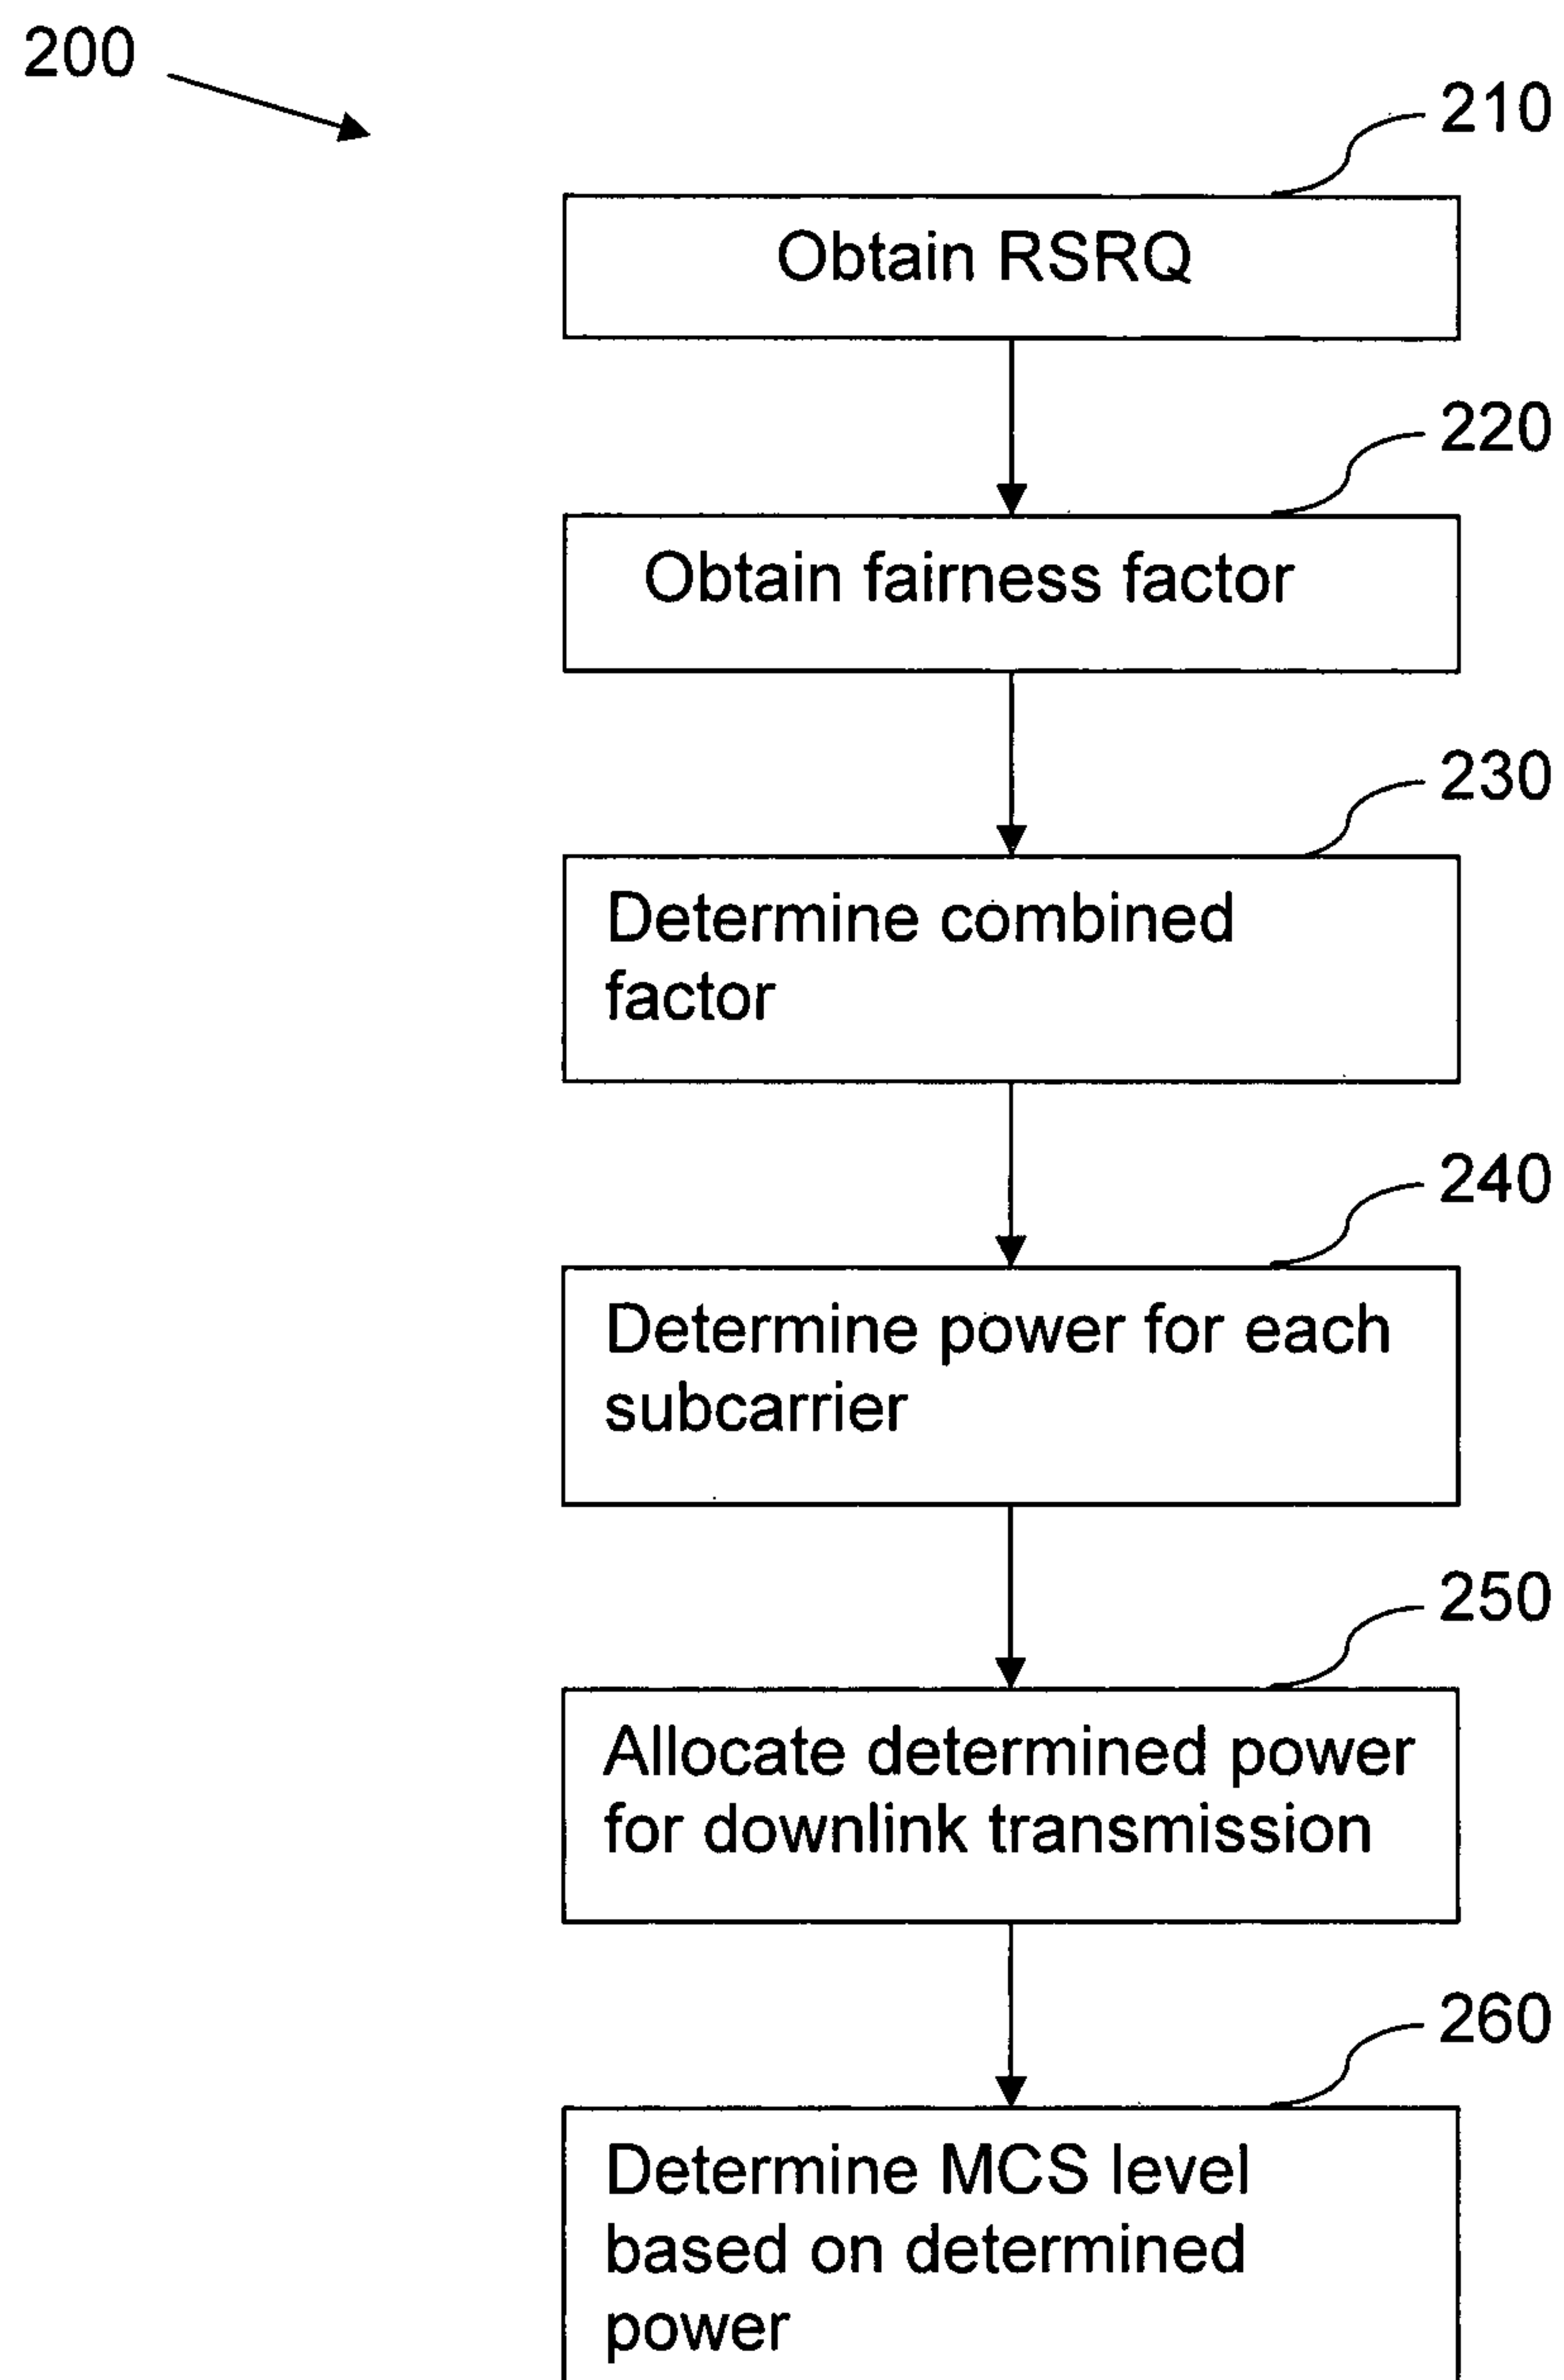 200
210
Obtain RSRQ
220
Obtain fairness factor
230
Determine combined
factor
240
Determine power for each
subcarrier
250
Allocate determined power
for downlink transmission
260
Determine MCS level
based on determined
power